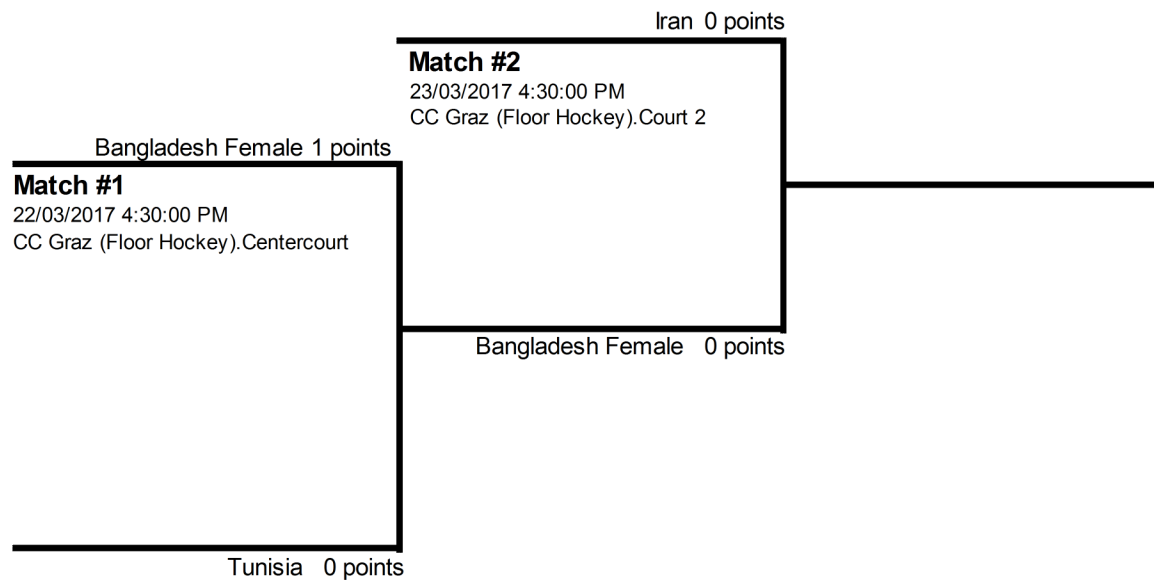 Iran 0 points
Match #2
23/03/2017 4:30:00 PM
CC Graz (Floor Hockey).Court 2
Bangladesh Female 1 points
Match #1
22/03/2017 4:30:00 PM
CC Graz (Floor Hockey).Centercourt
Bangladesh Female 0 points
Tunisia 0 points